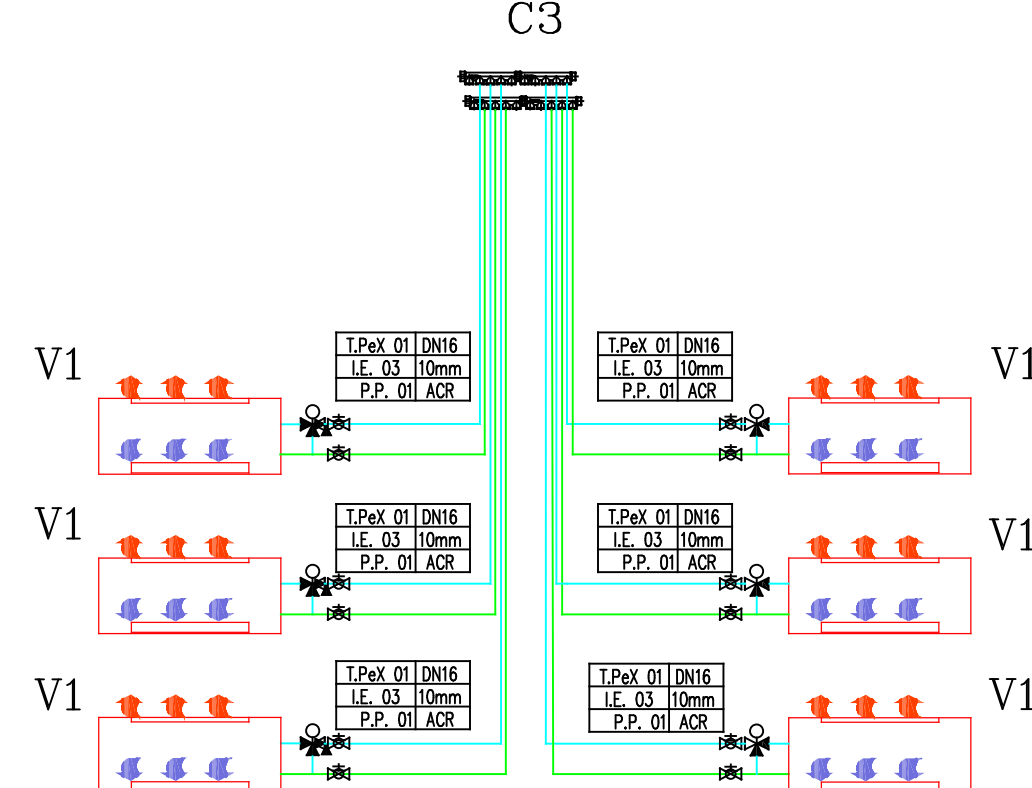 C3
V1
T.PeX 01 DN16
I.E. 03 10mm
P.P. 01 ACR
T.PeX 01 DN16
I.E. 03 10mm
P.P. 01 ACR
V1
V1
T.PeX 01 DN16
I.E. 03 10mm
P.P. 01 ACR
T.PeX 01 DN16
I.E. 03 10mm
P.P. 01 ACR
V1
V1
T.PeX 01 DN16
I.E. 03 10mm
P.P. 01 ACR
T.PeX 01 DN16
I.E. 03 10mm
P.P. 01 ACR
V1